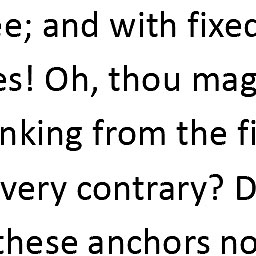 ee; and with fixed
es! Oh, thou mag
nking from the fi
very contrary? D
these anchors no